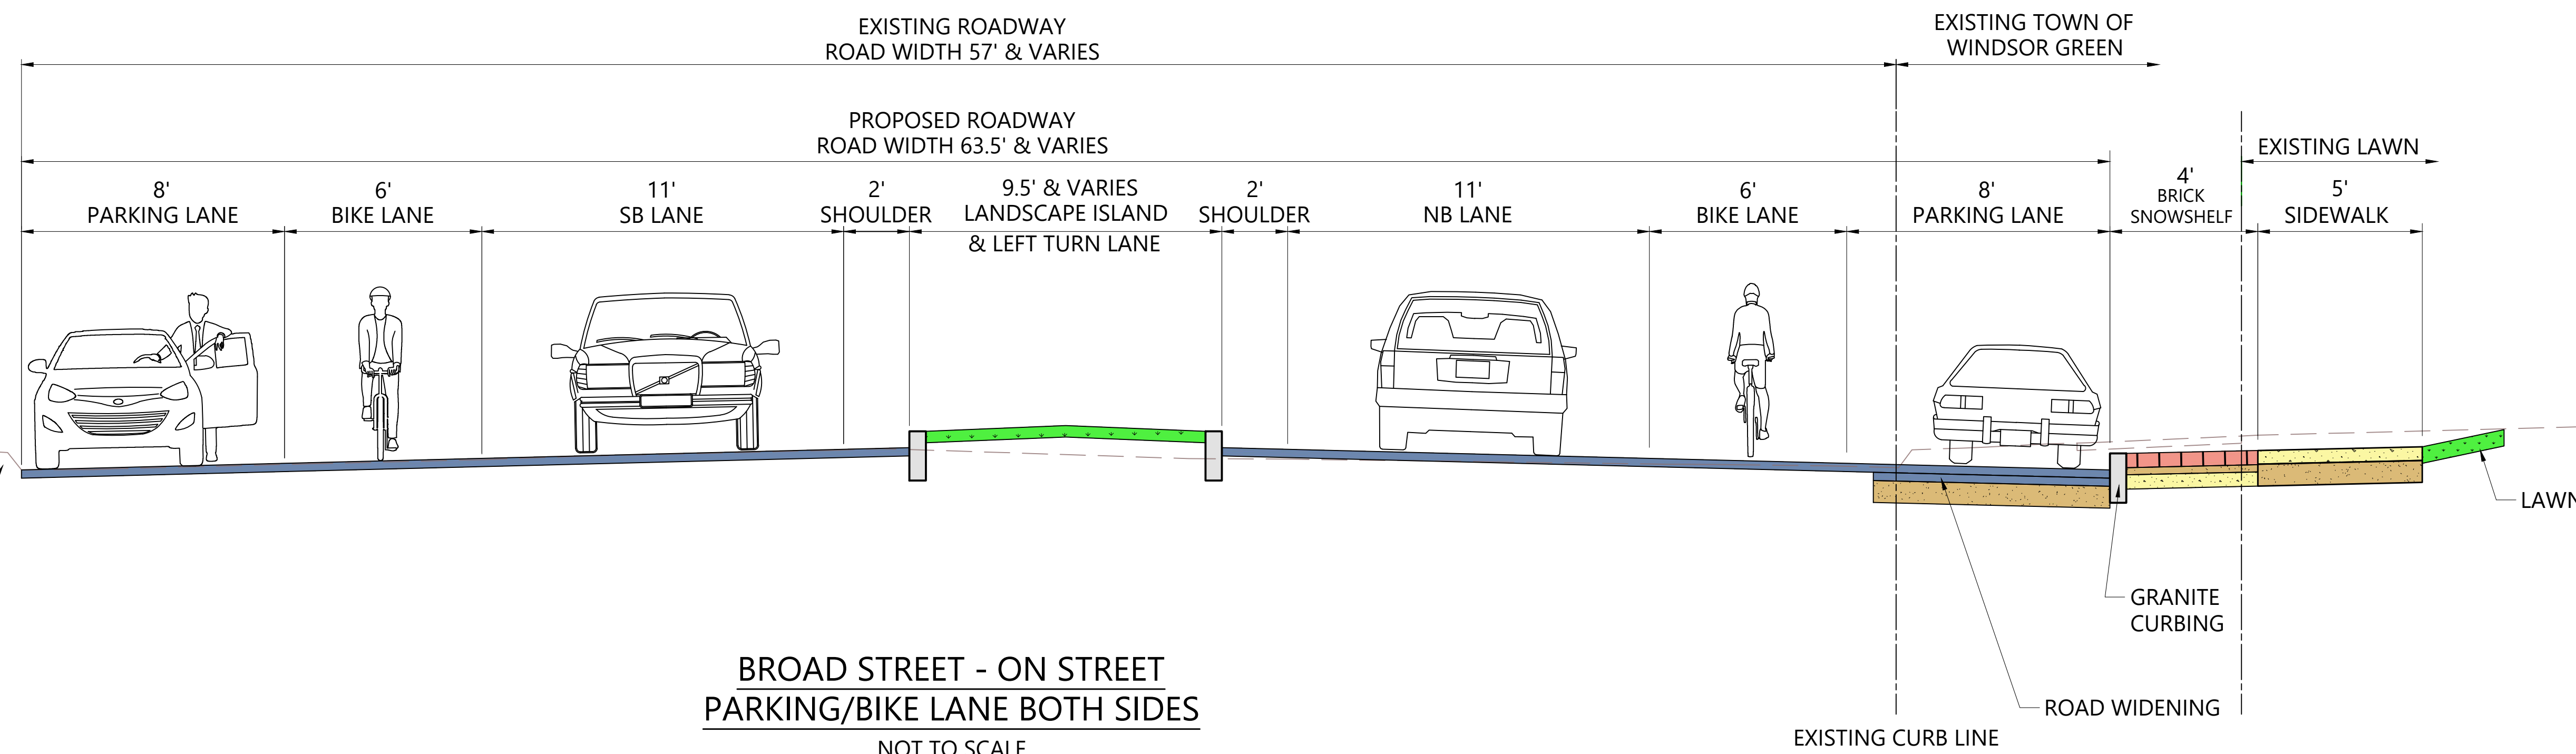 EXISTING ROADWAY
ROAD WIDTH 57' & VARIES
EXISTING TOWN OF
WINDSOR GREEN
PROPOSED ROADWAY
ROAD WIDTH 63.5' & VARIES
EXISTING LAWN
8'
PARKING LANE
6'
BIKE LANE
11'
SB LANE
2'
SHOULDER
9.5' & VARIES
LANDSCAPE ISLAND
& LEFT TURN LANE
2'
SHOULDER
11'
NB LANE
6'
BIKE LANE
8'
PARKING LANE
4'
BRICK
SNOWSHELF
5'
SIDEWALK
LAWN
GRANITE
CURBING
ROAD WIDENING
EXISTING CURB LINE
BROAD STREET - ON STREET
PARKING/BIKE LANE BOTH SIDES
NOT TO SCALE